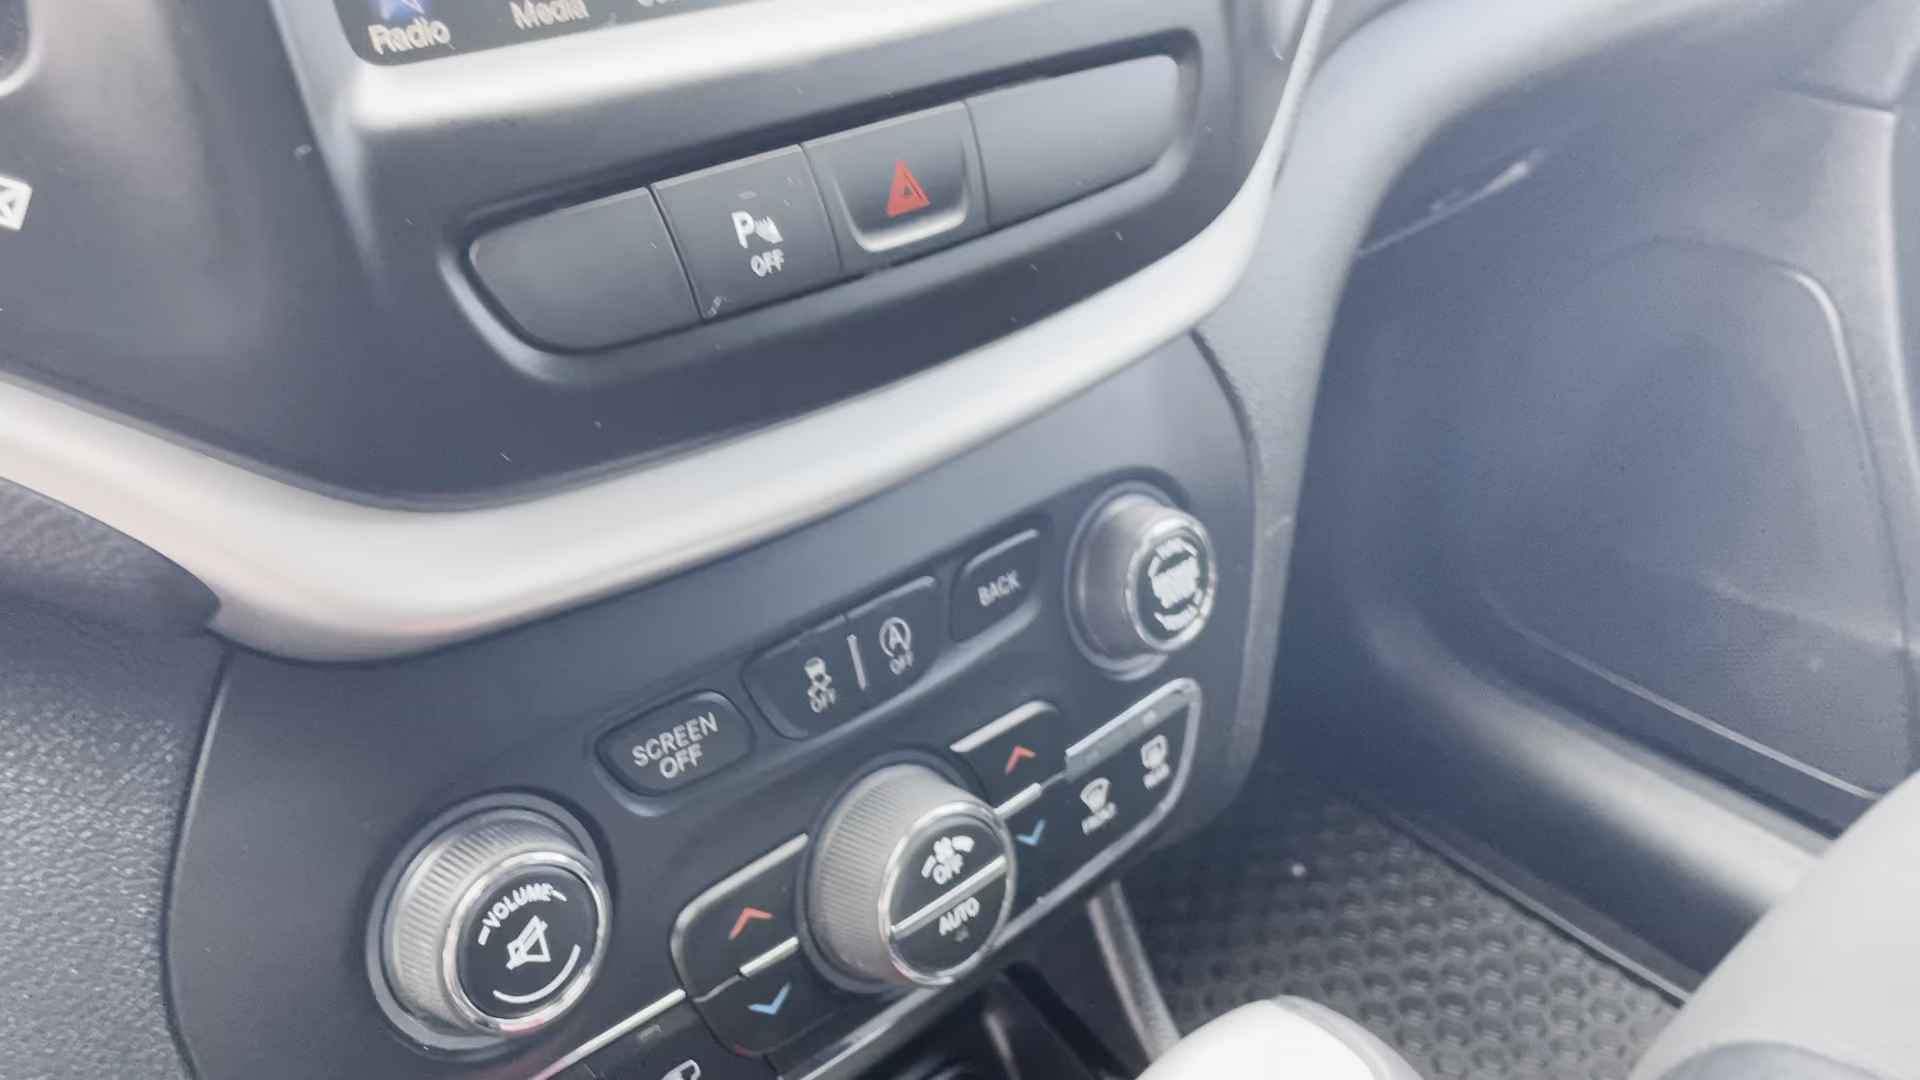 Radio
Media
P
OFF
BACK
A
OFF
OFF
SCREEN
OFF
VOLUME
OFF
AUTO